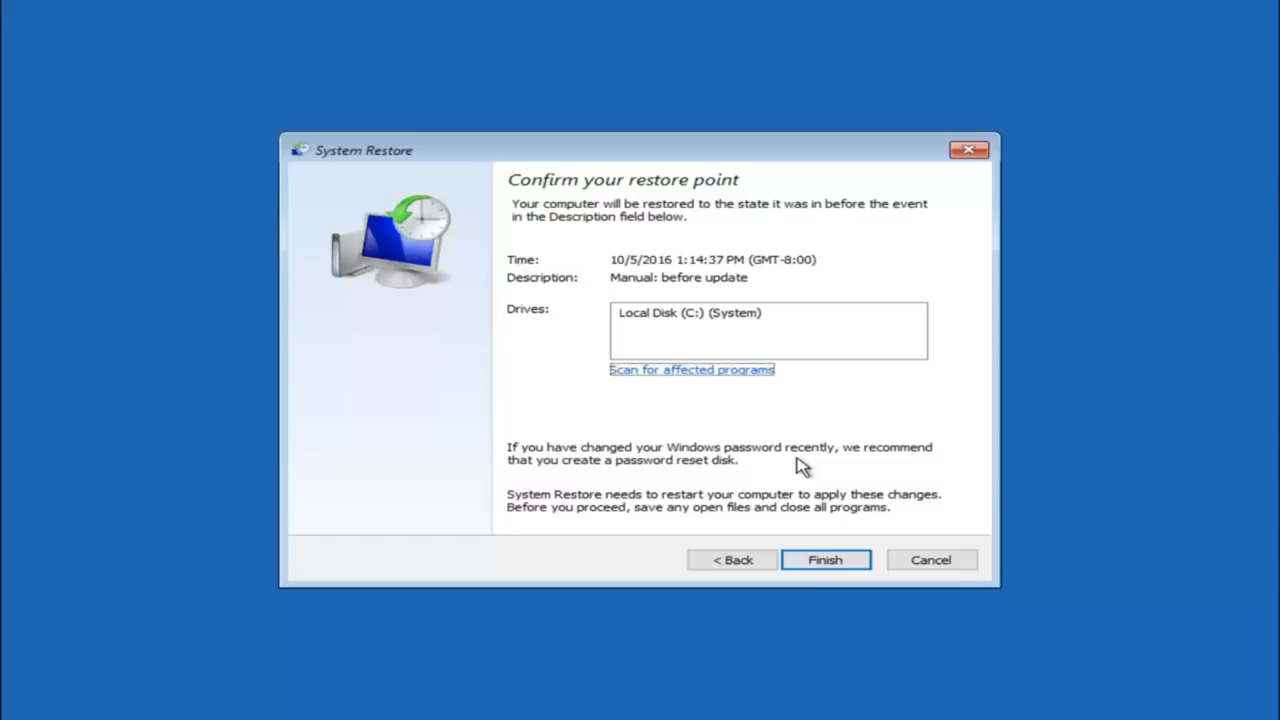 System Restore
Confirm your restore point
Your computer will be restored to the state it was in before the event
in the Description field below.
Time: 10/5/2016 1:14:37 PM (GMT-8:00)
Description: Manual: before update
Drives: Local Disk (C:) (System)
Scan for affected programs
If you have changed your Windows password recently, we recommend
that you create a password reset disk.
System Restore needs to restart your computer to apply these changes.
Before you proceed, save any open files and close all programs.
< Back Finish Cancel